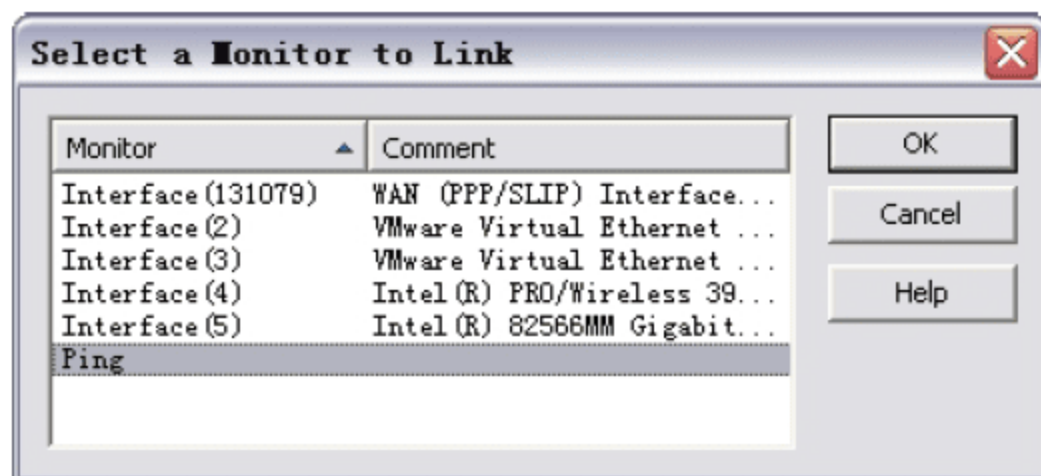 Select a Monitor to Link
Monitor Comment
Interface(131079) WAN (PPP/SLIP) Interface...
Interface(2) VMware Virtual Ethernet ...
Interface(3) VMware Virtual Ethernet ...
Interface(4) Intel(R) PRO/Wireless 39...
Interface(5) Intel(R) 82566MM Gigabit...
Ping
OK
Cancel
Help